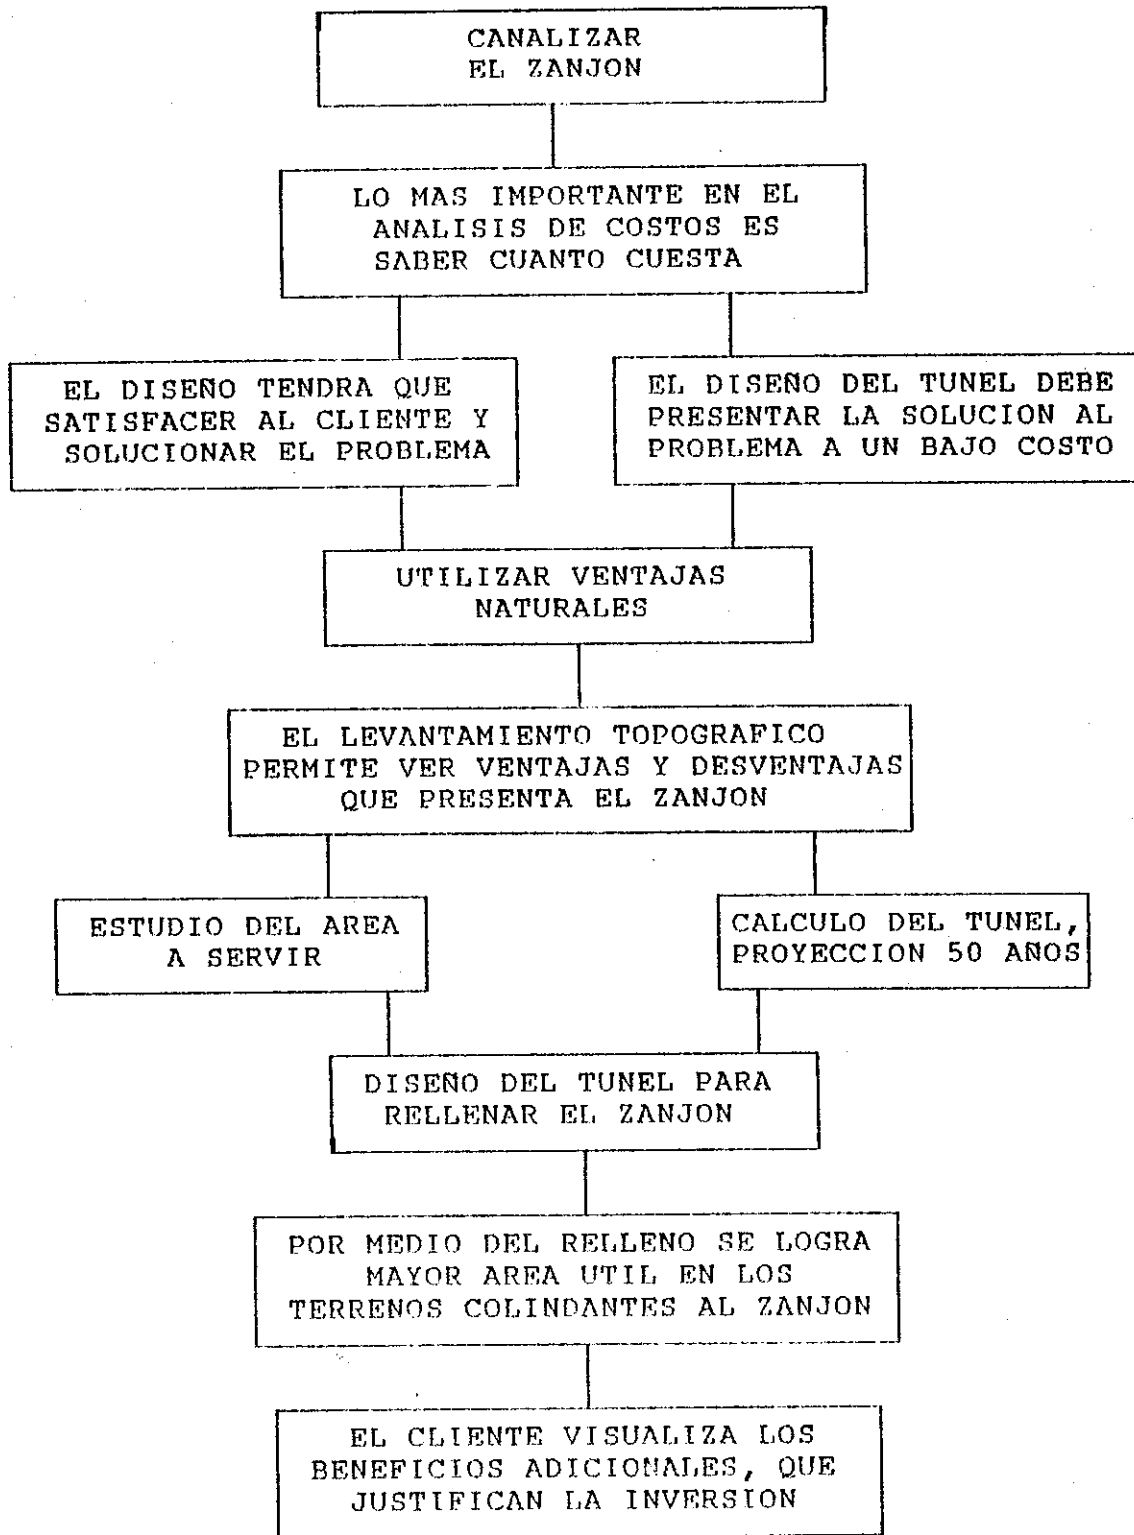 CANALIZAR
EL ZANJON
LO MAS IMPORTANTE EN EL
ANALISIS DE COSTOS ES
SABER CUANTO CUESTA
EL DISEÑO TENDRA QUE
SATISFACER AL CLIENTE Y
SOLUCIONAR EL PROBLEMA
EL DISEÑO DEL TUNEL DEBE
PRESENTAR LA SOLUCION AL
PROBLEMA A UN BAJO COSTO
UTILIZAR VENTAJAS
NATURALES
EL LEVANTAMIENTO TOPOGRAFICO
PERMITE VER VENTAJAS Y DESVENTAJAS
QUE PRESENTA EL ZANJON
ESTUDIO DEL AREA
A SERVIR
CALCULO DEL TUNEL,
PROYECCION 50 AÑOS
DISEÑO DEL TUNEL PARA
RELLENAR EL ZANJON
POR MEDIO DEL RELLENO SE LOGRA
MAYOR AREA UTIL EN LOS
TERRENOS COLINDANTES AL ZANJON
EL CLIENTE VISUALIZA LOS
BENEFICIOS ADICIONALES, QUE
JUSTIFICAN LA INVERSION